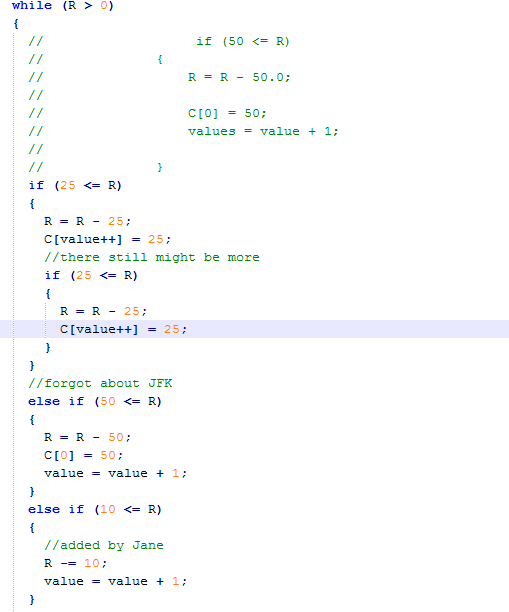 while (R > 0)
{
//                   if (50 <= R)
//              {
//                  R = R - 50.0;
//
//                  C[0] = 50;
//                  values = value + 1;
//
//              }
  if (25 <= R)
  {
    R = R - 25;
    C[value++] = 25;
    //there still might be more
    if (25 <= R)
    {
      R = R - 25;
      C[value++] = 25;
    }
  }
  //forgot about JFK
  else if (50 <= R)
  {
    R = R - 50;
    C[0] = 50;
    value = value + 1;
  }
  else if (10 <= R)
  {
    //added by Jane
    R -= 10;
    value = value + 1;
  }